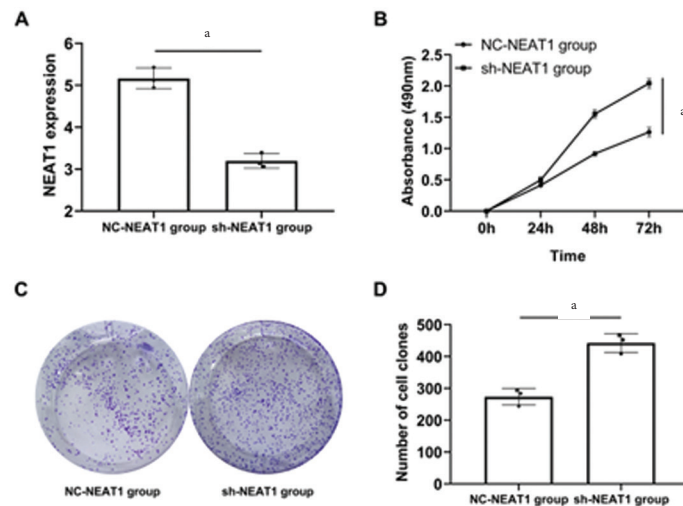 A
a
NEAT1 expression
6
5
4
3
2
NC-NEAT1 group sh-NEAT1 group
B
NC-NEAT1 group
sh-NEAT1 group
Absorbance (490nm)
2.5
2.0
1.5
1.0
0.5
0.0
a
0h 24h 48h 72h
Time
C
NC-NEAT1 group sh-NEAT1 group
D
a
Number of cell clones
500
400
300
200
100
0
NC-NEAT1 group sh-NEAT1 group